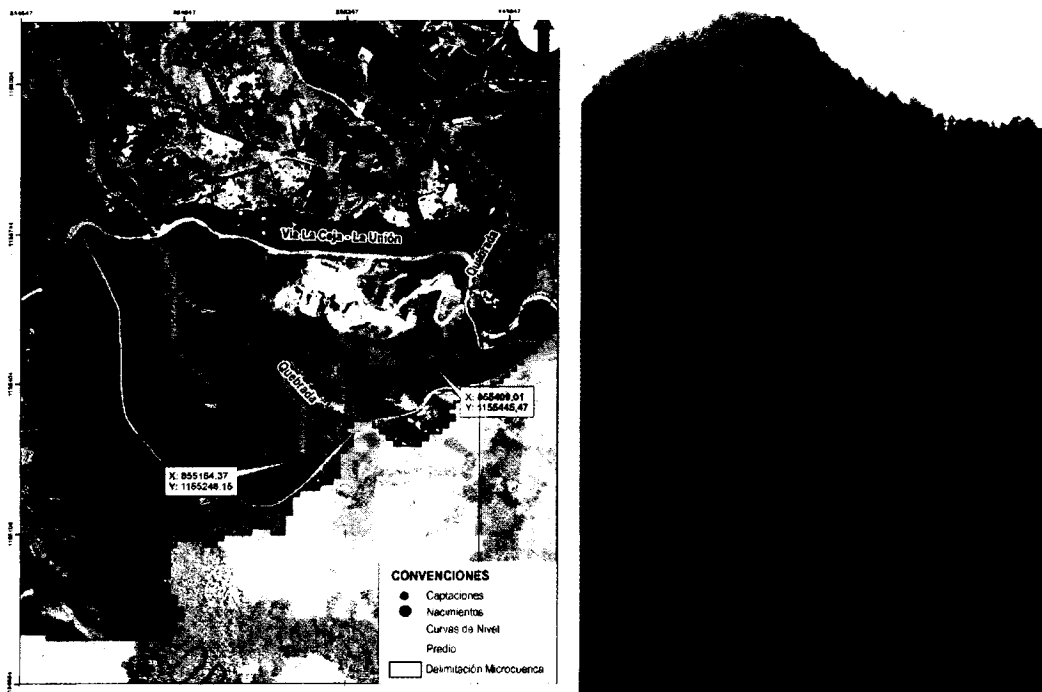 Vía La Ceja - La Unión
Quebrada
Quebrada
X: 855409,01
Y: 1155445,47
X: 855164,37
Y: 1155246,15
CONVENCIONES
Captaciones
Nacimientos
Curvas de Nivel
Predio
Delimitación Microcuenca